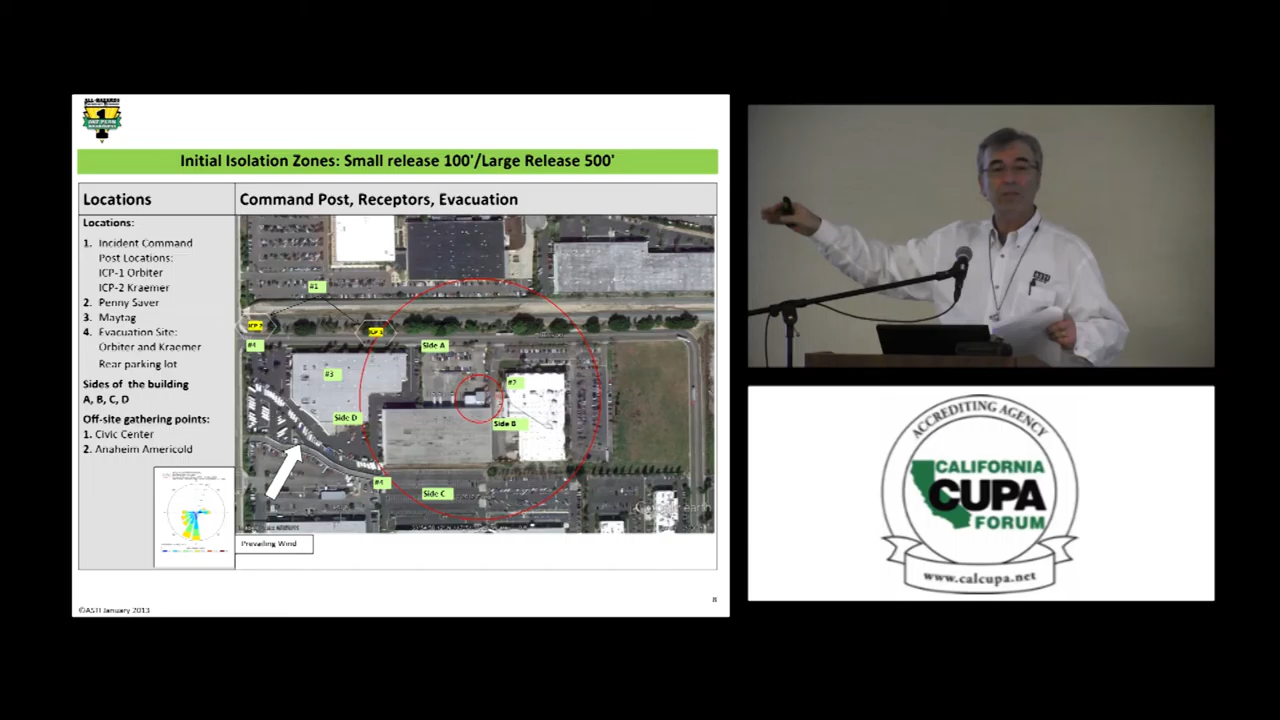 Initial Isolation Zones: Small release 100'/Large Release 500'
Locations
Command Post, Receptors, Evacuation
Locations:
1. Incident Command
Post Locations:
ICP-1 Orbiter
ICP-2 Kraemer
2. Penny Saver
3. Maytag
4. Evacuation Site:
Orbiter and Kraemer
Rear parking lot
Sides of the building
A, B, C, D
Off-site gathering points:
1. Civic Center
2. Anaheim Americold
#1
ICP 2
ICP 1
#4
Side A
#3
#2
Side D
Side B
#4
Side C
Prevailing Wind
8
©ASTI January 2013
ACCREDITING AGENCY
CALIFORNIA
CUPA
FORUM
www.calcupa.net